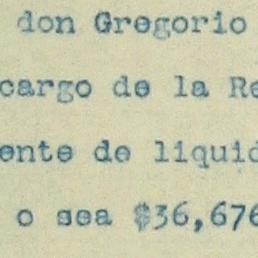 don Gregorio
cargo de la Re
ente de liquid
o sea $36,676